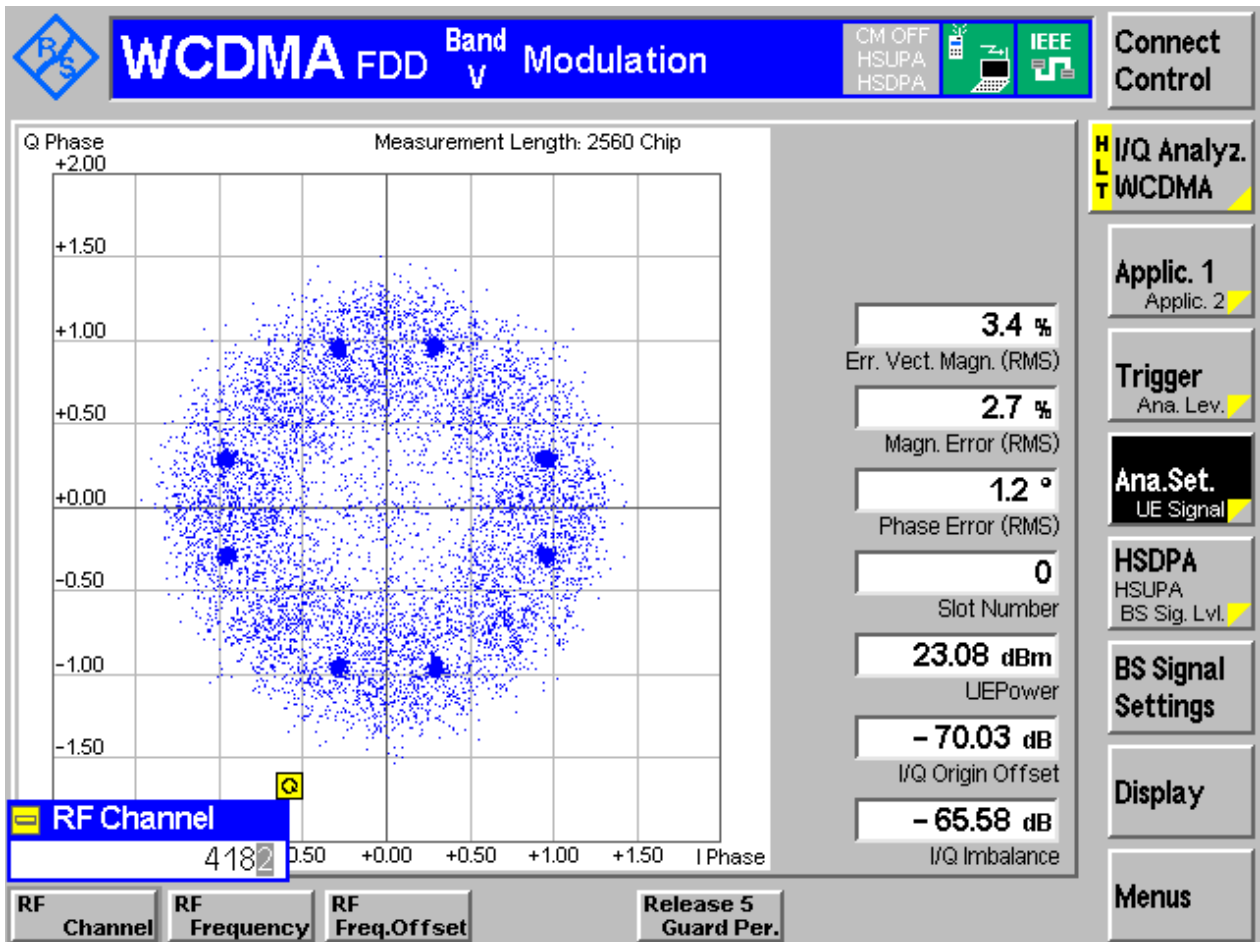 R S
WCDMA FDD Band V Modulation
CM OFF
HSUPA
HSDPA
IEEE
Connect
Control
Q Phase
Measurement Length: 2560 Chip
+2.00
+1.50
+1.00
+0.50
+0.00
-0.50
-1.00
-1.50
Q
RF Channel
4182
0.50 +0.00 +0.50 +1.00 +1.50 I Phase
3.4 %
Err. Vect. Magn. (RMS)
2.7 %
Magn. Error (RMS)
1.2 °
Phase Error (RMS)
0
Slot Number
23.08 dBm
UEPower
-70.03 dB
I/Q Origin Offset
-65.58 dB
I/Q Imbalance
HLT
I/Q Analyz.
WCDMA
Applic. 1
Applic. 2
Trigger
Ana. Lev.
Ana.Set.
UE Signal
HSDPA
HSUPA
BS Sig. Lvl.
BS Signal
Settings
Display
Menus
RF
Channel
RF
Frequency
RF
Freq.Offset
Release 5
Guard Per.